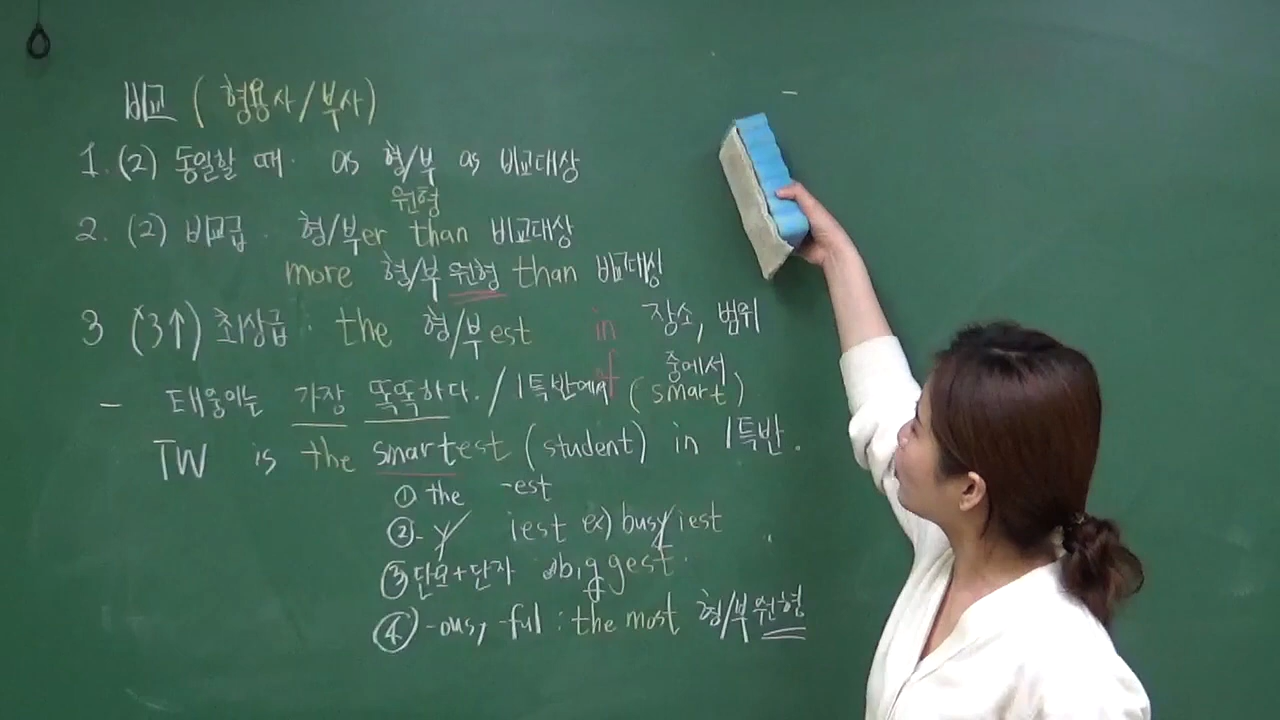 비교 ( 형용사/부사)
1. (2) 동일할 때. as 형/부 as 비교대상
원형
2. (2) 비교급. 형/부er than 비교대상
more 형/부 원형 than 비교대상
3 (3↑) 최상급. the 형/부est in 장소, 범위
of 중에서
- 태웅이는 가장 똑똑하다. / 1특반에서 (smart)
TW is the smartest (student) in 1특반.
① the -est
②-y iest ex) busyiest
③단모+단자 biggest.
④ -ous, -ful : the most 형/부원형